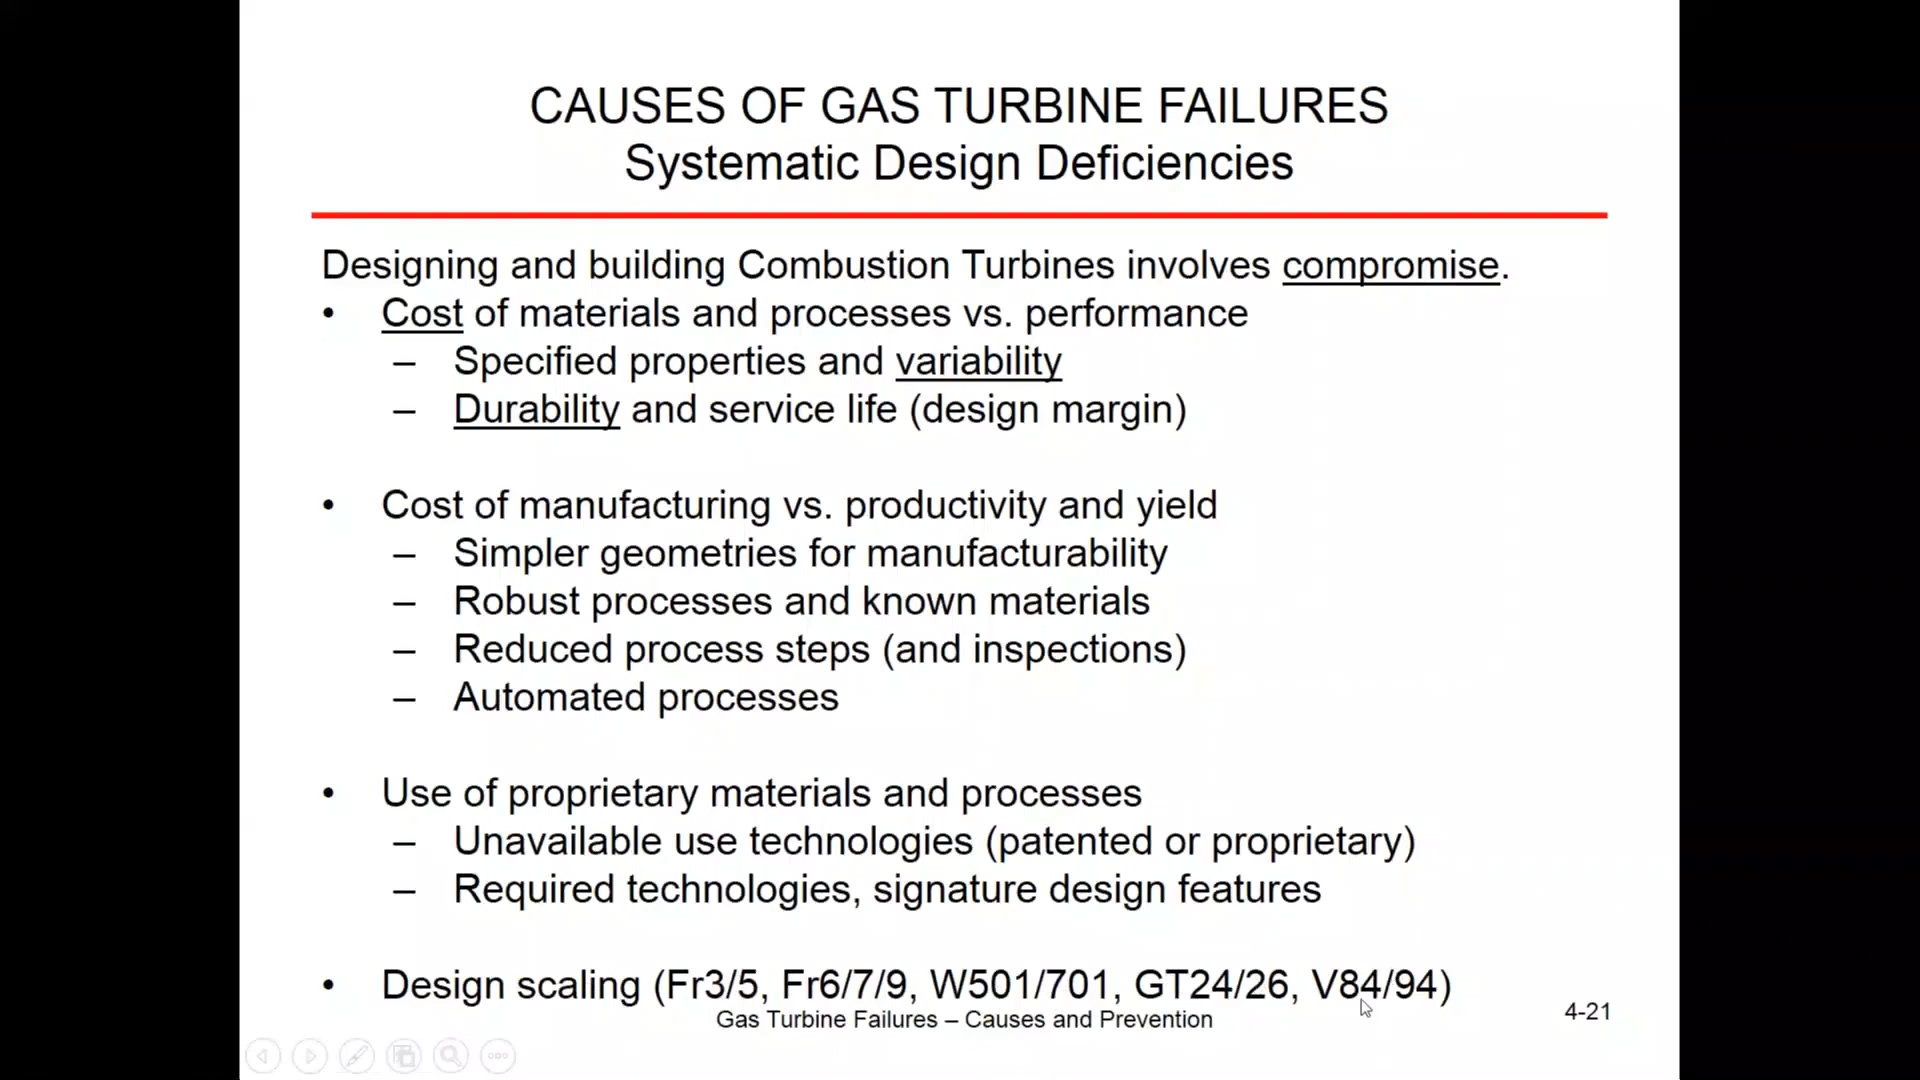 CAUSES OF GAS TURBINE FAILURES
Systematic Design Deficiencies
Designing and building Combustion Turbines involves compromise.
• Cost of materials and processes vs. performance
– Specified properties and variability
– Durability and service life (design margin)
• Cost of manufacturing vs. productivity and yield
– Simpler geometries for manufacturability
– Robust processes and known materials
– Reduced process steps (and inspections)
– Automated processes
• Use of proprietary materials and processes
– Unavailable use technologies (patented or proprietary)
– Required technologies, signature design features
• Design scaling (Fr3/5, Fr6/7/9, W501/701, GT24/26, V84/94)
Gas Turbine Failures – Causes and Prevention
4-21